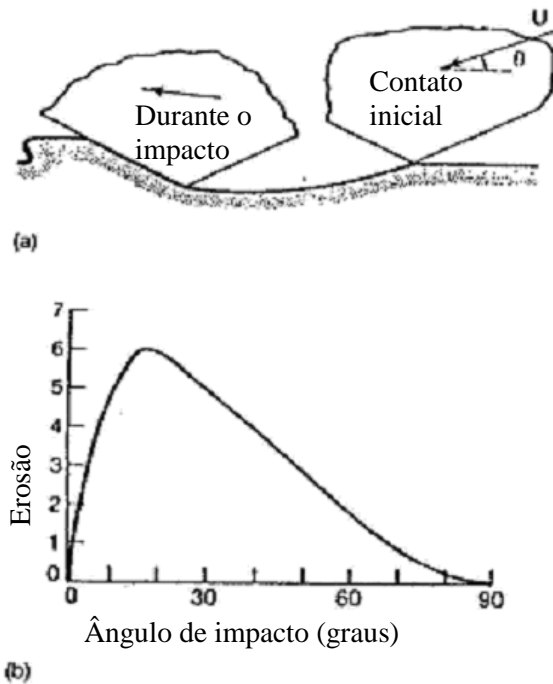 U
θ
Contato
inicial
Durante o
impacto
(a)
7
6
5
4
3
2
1
0
Erosão
0 30 60 90
Ângulo de impacto (graus)
(b)